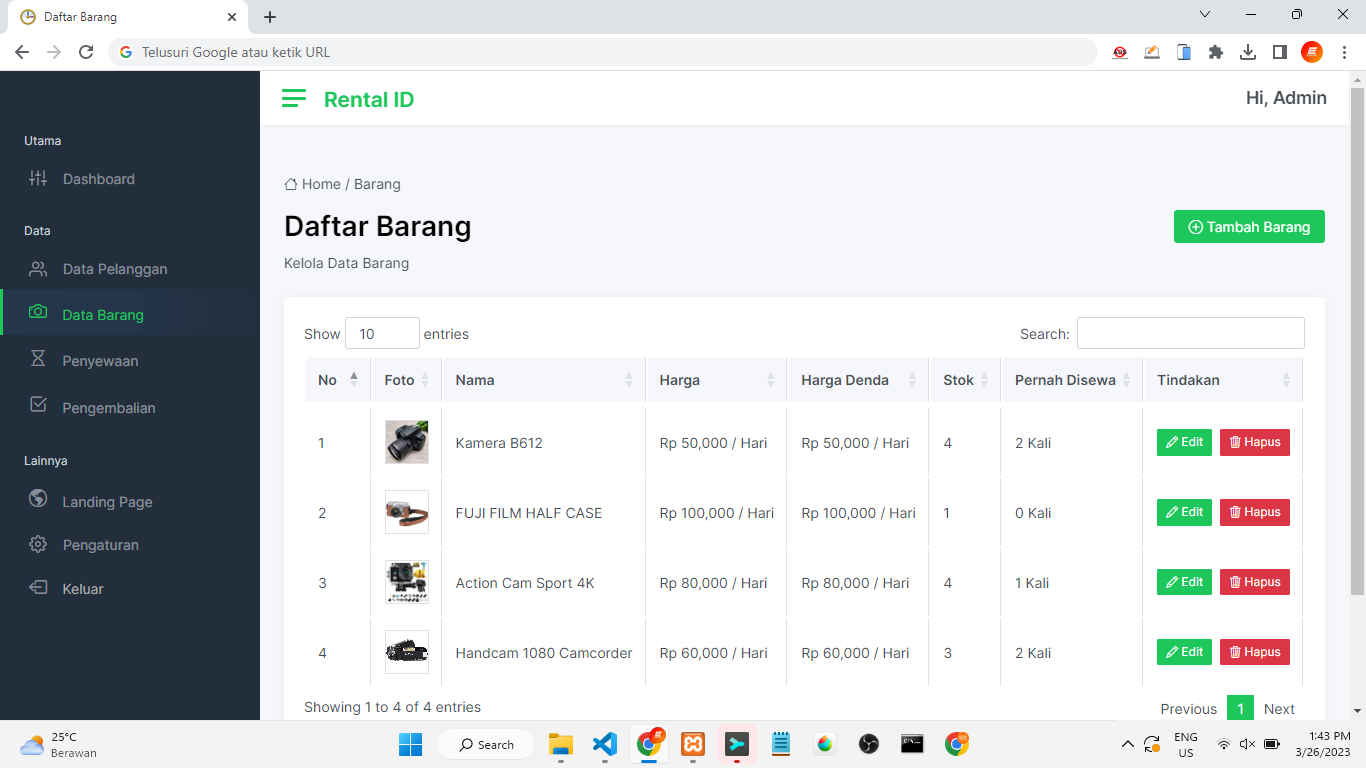 Daftar Barang
Telusuri Google atau ketik URL
Rental ID
Hi, Admin
Utama
Dashboard
Data
Data Pelanggan
Data Barang
Penyewaan
Pengembalian
Lainnya
Landing Page
Pengaturan
Keluar
Home / Barang
Daftar Barang
Tambah Barang
Kelola Data Barang
Show 10 entries Search:
No Foto Nama Harga Harga Denda Stok Pernah Disewa Tindakan
1 Kamera B612 Rp 50,000 / Hari Rp 50,000 / Hari 4 2 Kali Edit Hapus
2 FUJI FILM HALF CASE Rp 100,000 / Hari Rp 100,000 / Hari 1 0 Kali Edit Hapus
3 Action Cam Sport 4K Rp 80,000 / Hari Rp 80,000 / Hari 4 1 Kali Edit Hapus
4 Handcam 1080 Camcorder Rp 60,000 / Hari Rp 60,000 / Hari 3 2 Kali Edit Hapus
Showing 1 to 4 of 4 entries Previous 1 Next
25°C
Berawan
Search
ENG
US
1:43 PM
3/26/2023